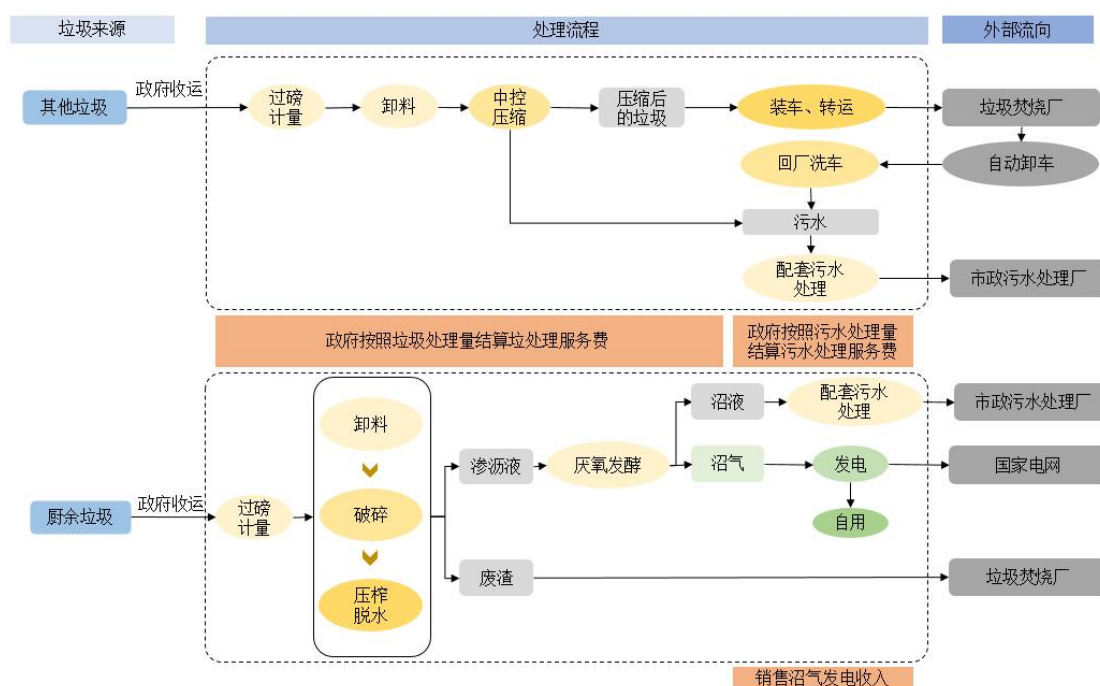 垃圾来源
处理流程
外部流向
其他垃圾
政府收运
过磅
计量
卸料
中控
压缩
压缩后
的垃圾
装车、转运
垃圾焚烧厂
回厂洗车
自动卸车
污水
配套污水
处理
市政污水处理厂
政府按照垃圾处理量结算垃处理服务费
政府按照污水处理量
结算污水处理服务费
厨余垃圾
政府收运
过磅
计量
卸料
破碎
压榨
脱水
渗沥液
厌氧发酵
沼液
配套污水
处理
市政污水处理厂
沼气
发电
国家电网
自用
废渣
垃圾焚烧厂
销售沼气发电收入